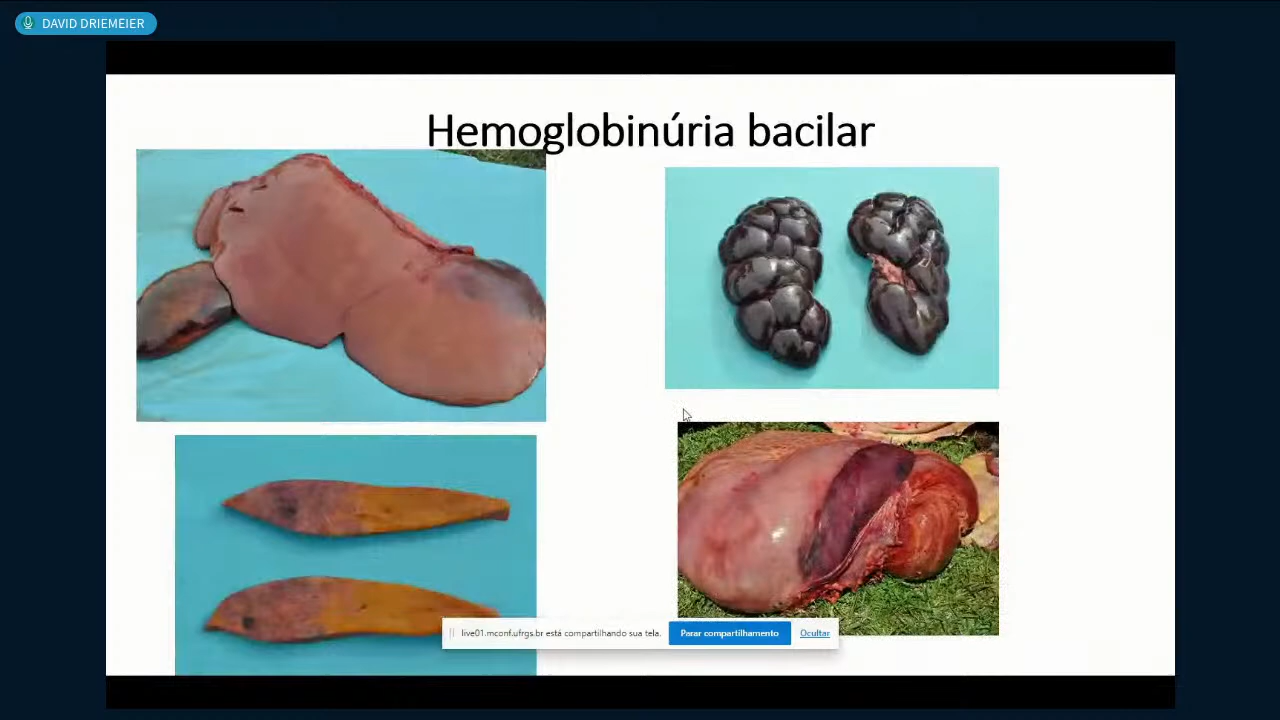 DAVID DRIEMEIER
Hemoglobinúria bacilar
live01.mconf.ufrgs.br está compartilhando sua tela.
Parar compartilhamento
Ocultar